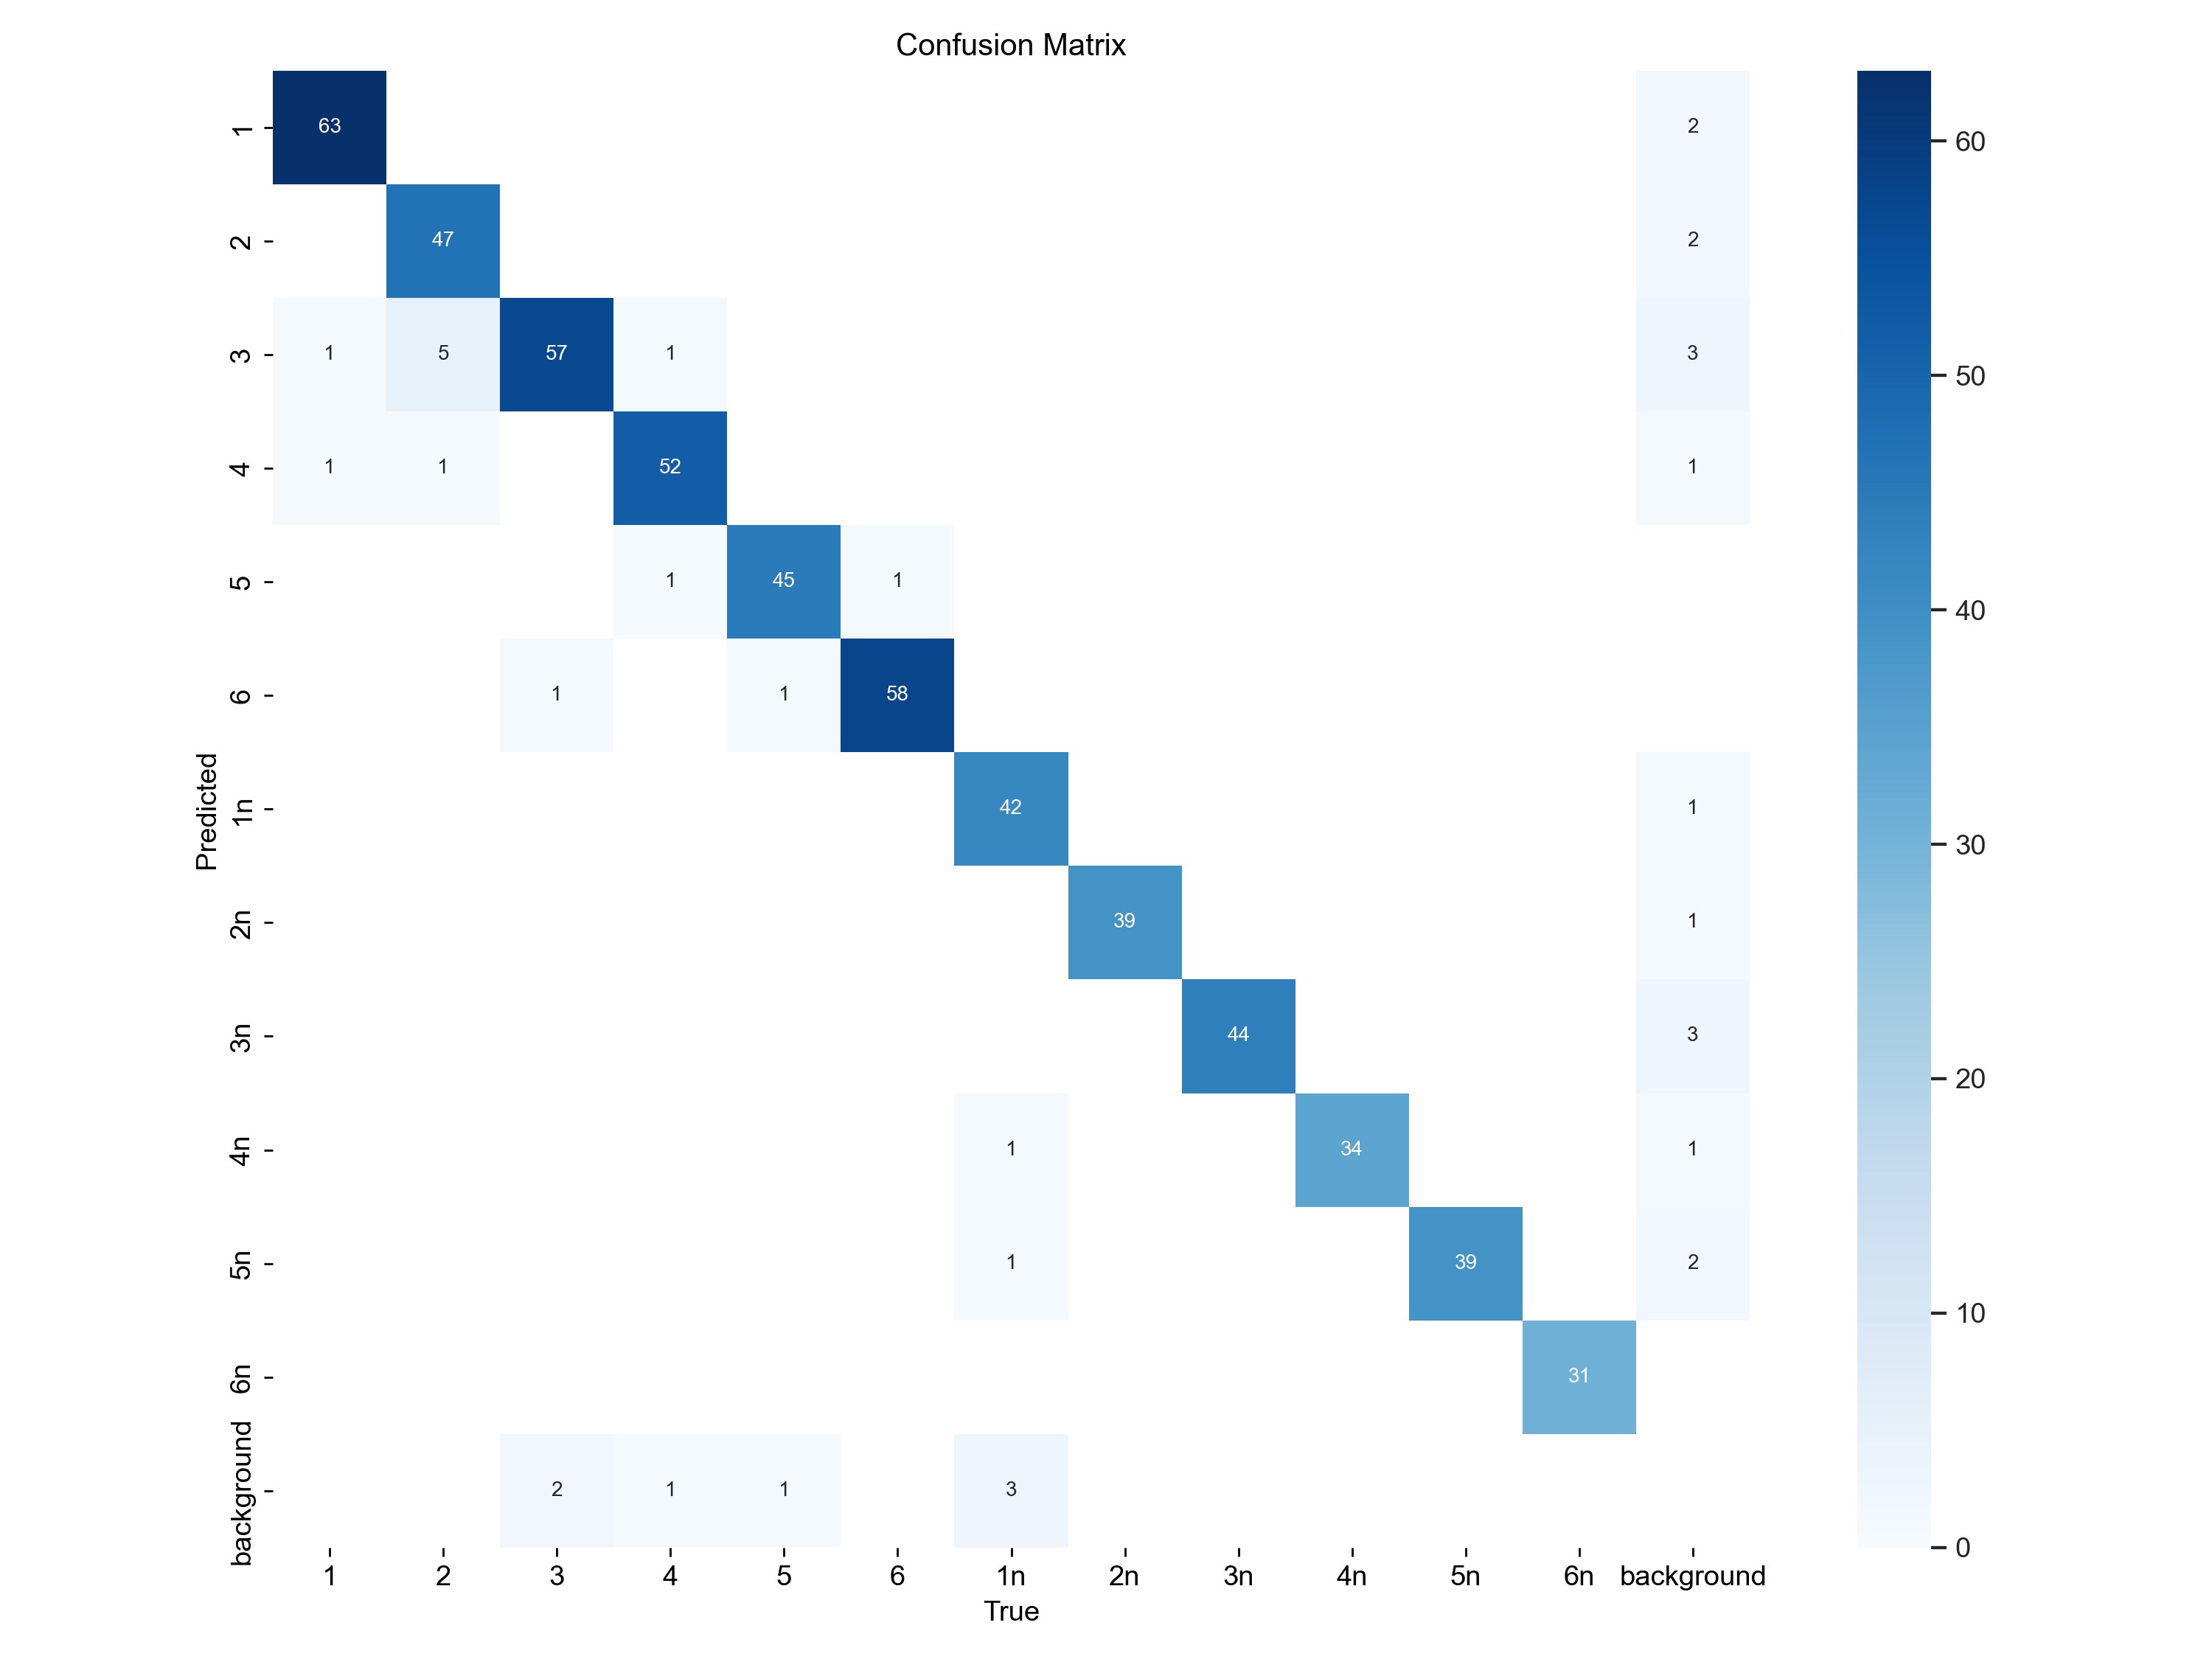 Confusion Matrix
1 63 2
2 47 2
3 1 5 57 1 3
4 1 1 52 1
5 1 45 1
6 1 1 58
1n 42 1
2n 39 1
3n 44 3
4n 1 34 1
5n 1 39 2
6n 31
background 2 1 1 3
1 2 3 4 5 6 1n 2n 3n 4n 5n 6n background
True
Predicted
60
50
40
30
20
10
0